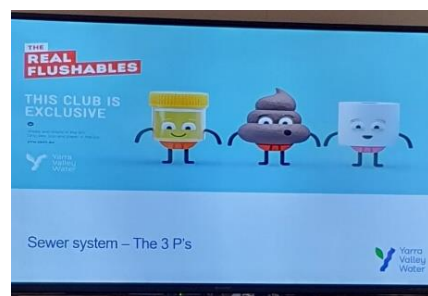 THE
REAL
FLUSHABLES
THIS CLUB IS
EXCLUSIVE
Yarra
Valley
Water
Sewer system – The 3 P's
Yarra
Valley
Water